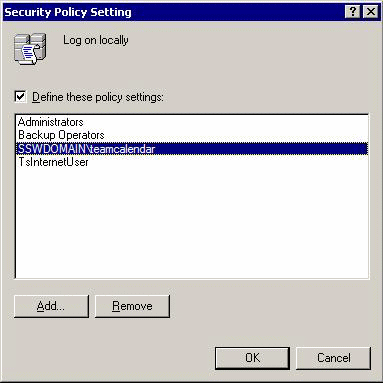 Security Policy Setting
Log on locally
Define these policy settings:
Administrators
Backup Operators
SSWDOMAIN\teamcalendar
TsInternetUser
Add... Remove
OK Cancel